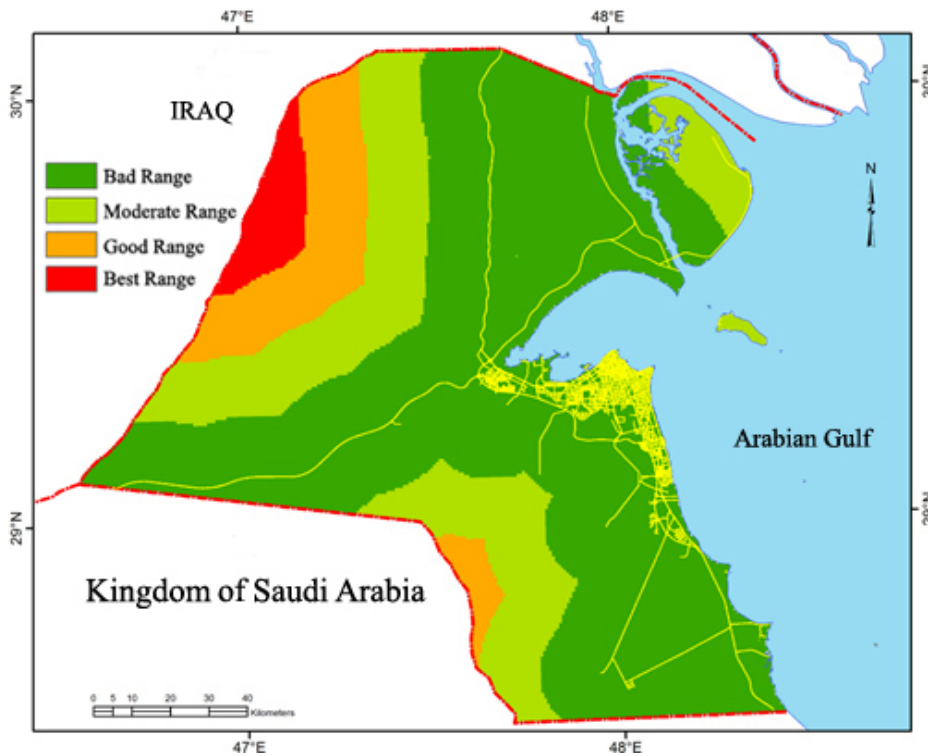 47°E 48°E
30°N
30°N
IRAQ
Bad Range
Moderate Range
Good Range
Best Range
N
Arabian Gulf
29°N
29°N
Kingdom of Saudi Arabia
0 5 10 20 30 40
Kilometers
47°E 48°E